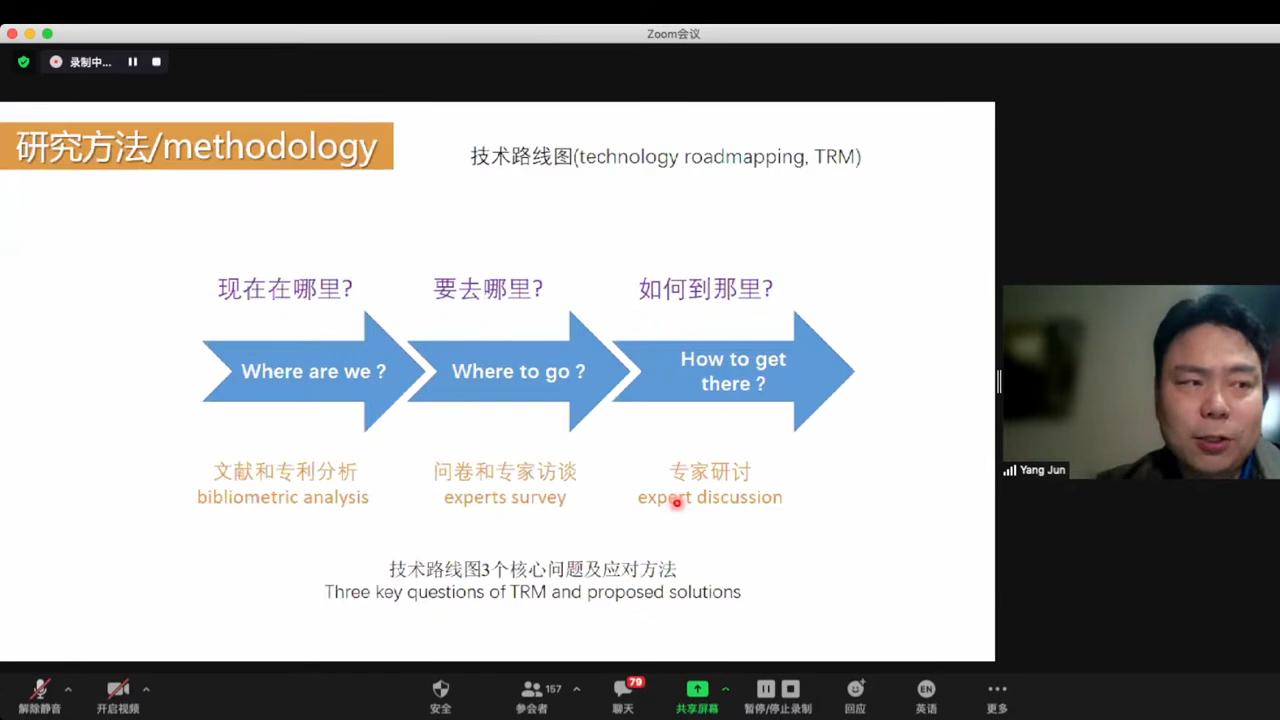 Zoom会议
录制中...
研究方法/methodology
技术路线图(technology roadmapping, TRM)
现在在哪里?
要去哪里?
如何到那里?
Where are we ?
Where to go ?
How to get
there ?
文献和专利分析
bibliometric analysis
问卷和专家访谈
experts survey
专家研讨
expert discussion
技术路线图3个核心问题及应对方法
Three key questions of TRM and proposed solutions
Yang Jun
解除静音
开启视频
安全
157
参会者
79
聊天
共享屏幕
暂停/停止录制
回应
EN
英语
更多